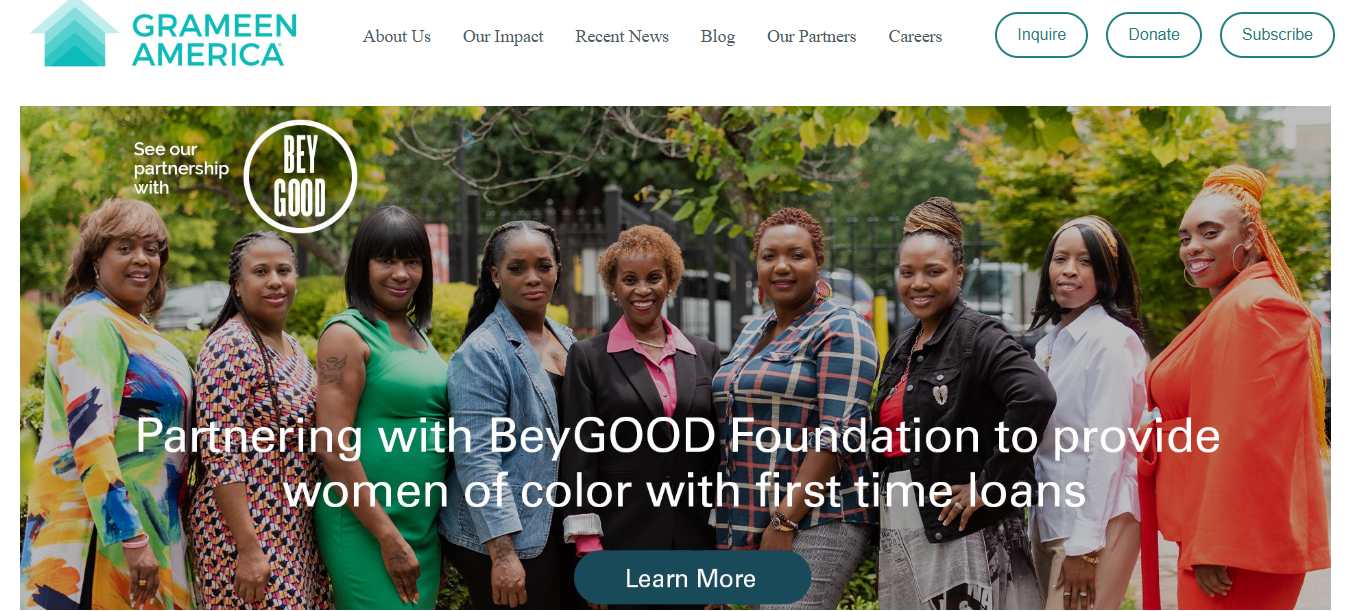 GRAMEEN
AMERICA
About Us Our Impact Recent News Blog Our Partners Careers Inquire Donate Subscribe
See our
partnership
with
BEY
GOOD
Partnering with BeyGOOD Foundation to provide
women of color with first time loans
Learn More